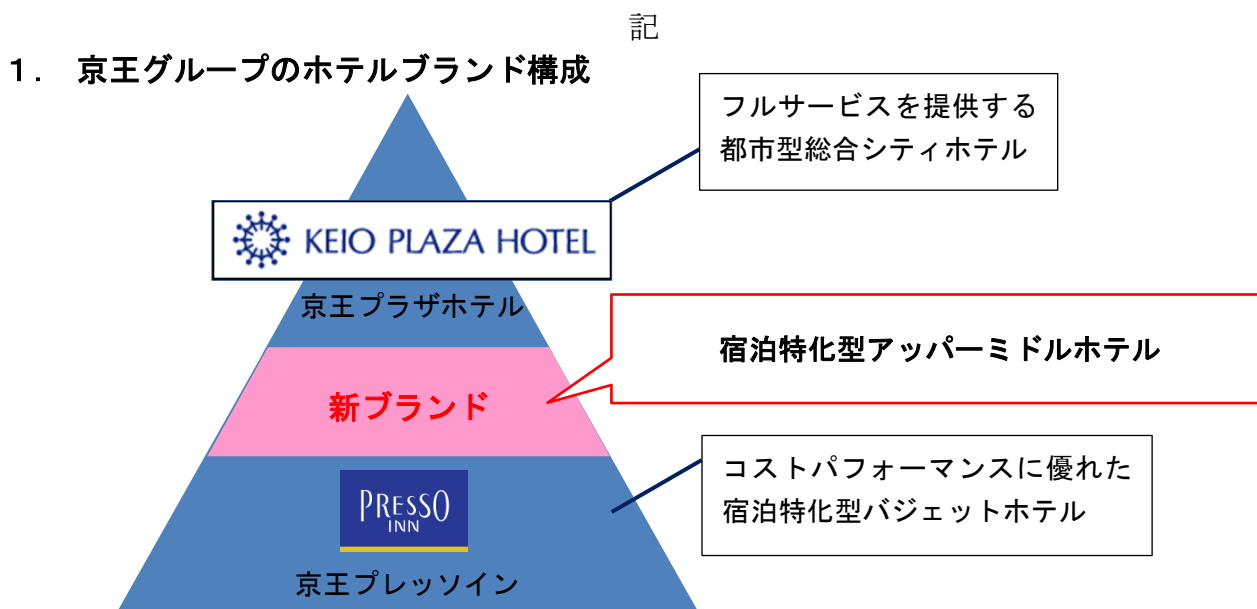 記
1. 京王グループのホテルブランド構成
フルサービスを提供する
都市型総合シティホテル
KEIO PLAZA HOTEL
京王プラザホテル
宿泊特化型アッパーミドルホテル
新ブランド
コストパフォーマンスに優れた
宿泊特化型バジェットホテル
PRESSO
INN
京王プレッソイン